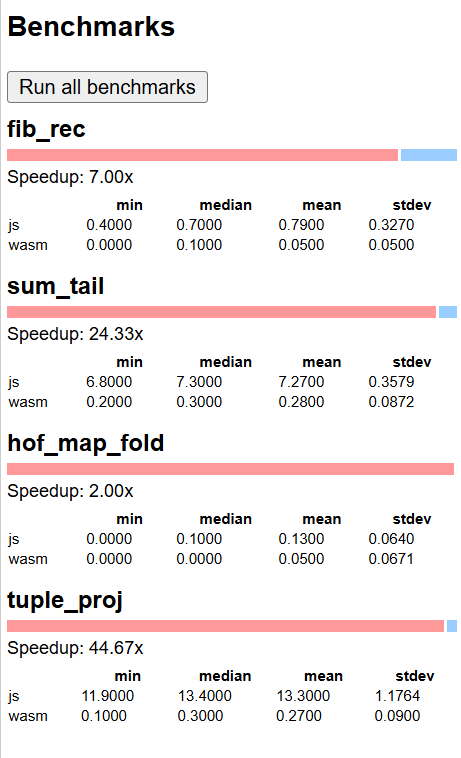 Benchmarks
Run all benchmarks
fib_rec
Speedup: 7.00x
min median mean stdev
js 0.4000 0.7000 0.7900 0.3270
wasm 0.0000 0.1000 0.0500 0.0500
sum_tail
Speedup: 24.33x
min median mean stdev
js 6.8000 7.3000 7.2700 0.3579
wasm 0.2000 0.3000 0.2800 0.0872
hof_map_fold
Speedup: 2.00x
min median mean stdev
js 0.0000 0.1000 0.1300 0.0640
wasm 0.0000 0.0000 0.0500 0.0671
tuple_proj
Speedup: 44.67x
min median mean stdev
js 11.9000 13.4000 13.3000 1.1764
wasm 0.1000 0.3000 0.2700 0.0900